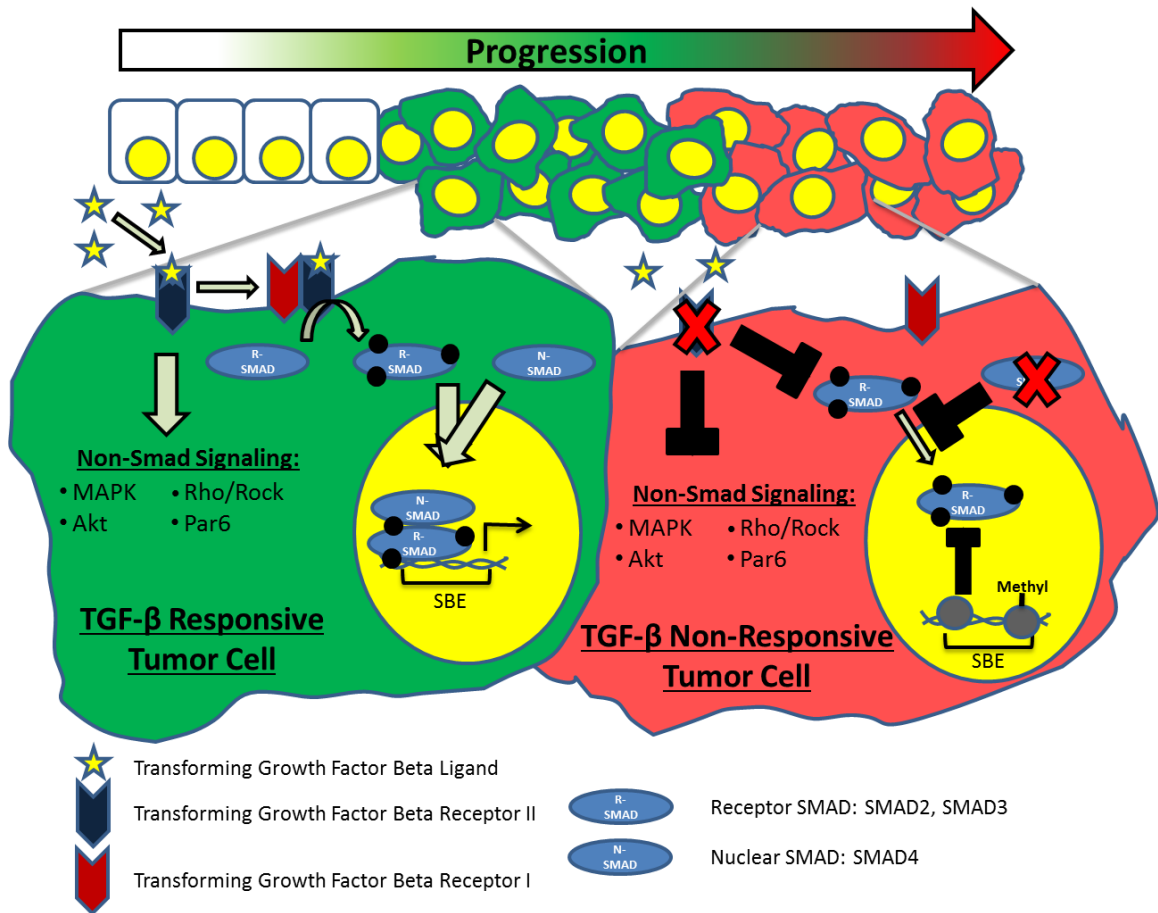 Progression
R-
SMAD
R-
SMAD
N-
SMAD
Non-Smad Signaling:
• MAPK • Rho/Rock
• Akt • Par6
N-
SMAD
R-
SMAD
SBE
TGF-β Responsive
Tumor Cell
R-
SMAD
Non-Smad Signaling:
• MAPK • Rho/Rock
• Akt • Par6
R-
SMAD
Methyl
SBE
TGF-β Non-Responsive
Tumor Cell
Transforming Growth Factor Beta Ligand
Transforming Growth Factor Beta Receptor II
Transforming Growth Factor Beta Receptor I
R-
SMAD
Receptor SMAD: SMAD2, SMAD3
N-
SMAD
Nuclear SMAD: SMAD4